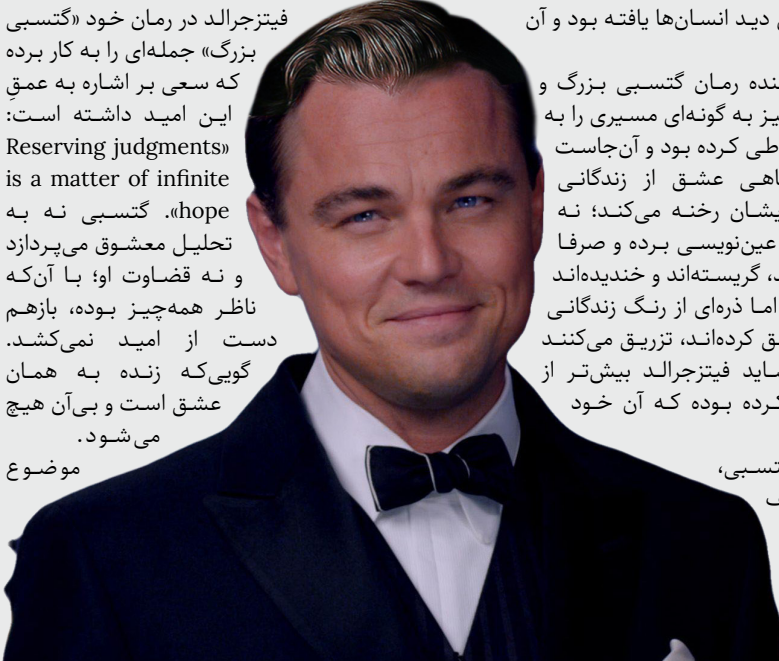 دید انسان‌ها یافته بود و آن
رمان گتسبی بزرگ و
به گونه‌ای مسیری را به
طی کرده بود و آن‌جاست
عشق از زندگانی
رخنه می‌کند؛ نه
عین‌نویسی برده و صرفا
گریسته‌اند و خندیده‌اند
اما ذره‌ای از رنگ زندگانی
کرده‌اند، تزریق می‌کنند
فیتزجرالد بیش‌تر از
کرده بوده که آن خود
تسبی،
فیتزجرالد در رمان خود «گتسبی
بزرگ» جمله‌ای را به کار برده
که سعی بر اشاره به عمقِ
این امید داشته است:
«Reserving judgments
is a matter of infinite
hope». گتسبی نه به
تحلیل معشوق می‌پردازد
و نه قضاوت او؛ با آن‌که
ناظر همه‌چیز بوده، بازهم
دست از امید نمی‌کشد.
گویی‌که زنده به همان
عشق است و بی‌آن هیچ
می‌شود.
موضوع